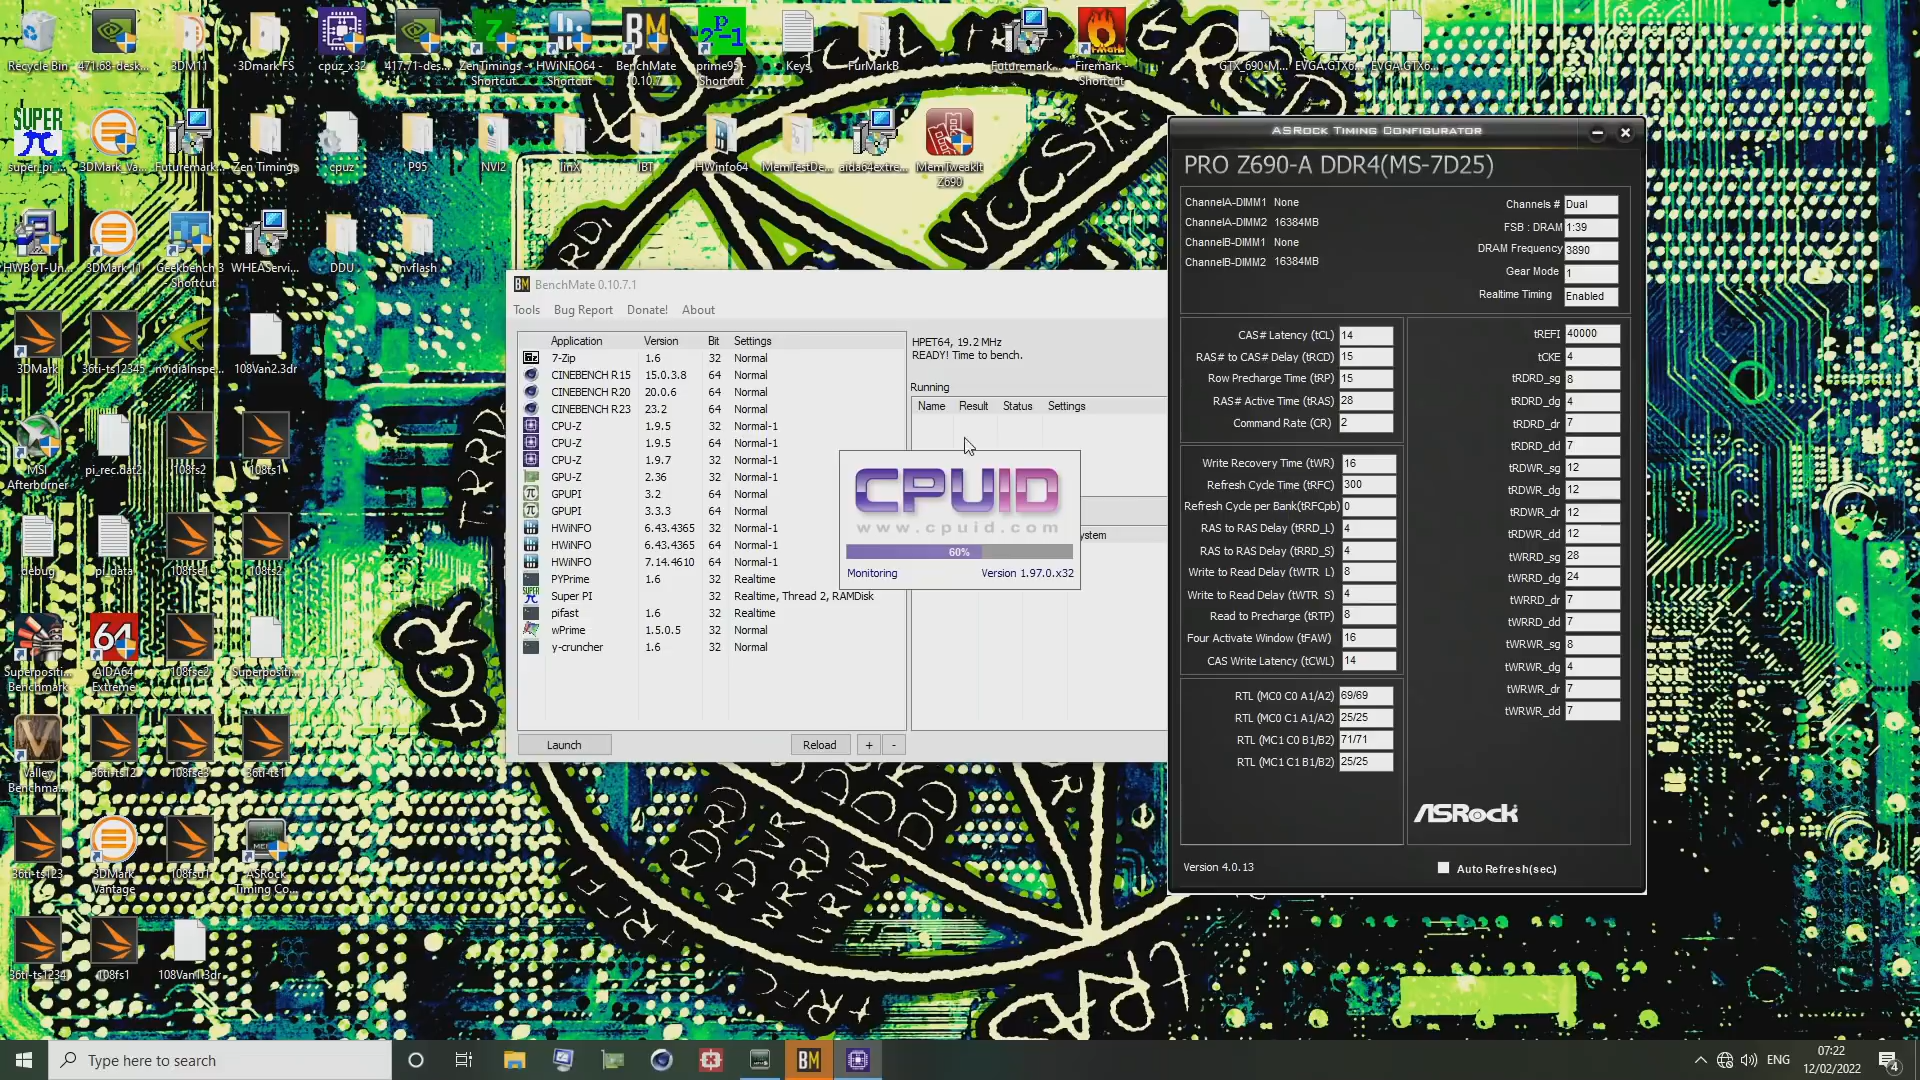 Recycle Bin
471.68-desk...
3DM11
3Dmark FS
cpuz_x32
417.71-des...
ZenTimings - Shortcut
HWiNFO64 - Shortcut
BenchMate 0.10.7
prime95 - Shortcut
Keys
FurMarkB
Futuremark...
Firemark - Shortcut
GTX_690_M...
EVGA.GTX6...
EVGA.GTX6...
super_pi_...
3DMark_Va...
Futuremark...
Zen Timings
cpuz
P95
NVI2
linX
IBT
HWinfo64
MemTestDe...
aida64extre...
MemTweakIt Z690
HWBOT-Un...
3DMark 11
Geekbench 3 - Shortcut
WHEAServi...
DDU
nvflash
3DMark
36ti-ts12345
nvidiaInspe...
108Van2.3dr
MSI Afterburner
pi_rec.dat2
108fs2
108ts1
debug
pi_data
108fse1
108ts2
Superpositi... Benchmark
AIDA64 Extreme
108fse2
Superpositi...
Valley Benchma...
36ti-ts12
108fse3
36ti-ts1
36ti-ts123
3DMark Vantage
108fsu1
ASRock Timing Co...
36ti-ts1234
108fs1
108Van1.3dr
BM BenchMate 0.10.7.1
Tools Bug Report Donate! About
Application Version Bit Settings
7-Zip 1.6 32 Normal
CINEBENCH R15 15.0.3.8 64 Normal
CINEBENCH R20 20.0.6 64 Normal
CINEBENCH R23 23.2 64 Normal
CPU-Z 1.9.5 32 Normal-1
CPU-Z 1.9.5 64 Normal-1
CPU-Z 1.9.7 32 Normal-1
GPU-Z 2.36 32 Normal-1
GPUPI 3.2 64 Normal
GPUPI 3.3.3 64 Normal
HWiNFO 6.43.4365 32 Normal-1
HWiNFO 6.43.4365 64 Normal-1
HWiNFO 7.14.4610 64 Normal-1
PYPrime 1.6 32 Realtime
Super PI 32 Realtime, Thread 2, RAMDisk
pifast 1.6 32 Realtime
wPrime 1.5.0.5 32 Normal
y-cruncher 1.6 32 Normal
Launch Reload + -
HPET64, 19.2 MHz
READY! Time to bench.
Running
Name Result Status Settings
ystem
CPUID
www.cpuid.com
60%
Monitoring Version 1.97.0.x32
ASRock Timing Configurator
PRO Z690-A DDR4(MS-7D25)
ChannelA-DIMM1 None
ChannelA-DIMM2 16384MB
ChannelB-DIMM1 None
ChannelB-DIMM2 16384MB
Channels # Dual
FSB : DRAM 1:39
DRAM Frequency 3890
Gear Mode 1
Realtime Timing Enabled
CAS# Latency (tCL) 14
RAS# to CAS# Delay (tRCD) 15
Row Precharge Time (tRP) 15
RAS# Active Time (tRAS) 28
Command Rate (CR) 2
Write Recovery Time (tWR) 16
Refresh Cycle Time (tRFC) 300
Refresh Cycle per Bank(tRFCpb) 0
RAS to RAS Delay (tRRD_L) 4
RAS to RAS Delay (tRRD_S) 4
Write to Read Delay (tWTR_L) 8
Write to Read Delay (tWTR_S) 4
Read to Precharge (tRTP) 8
Four Activate Window (tFAW) 16
CAS Write Latency (tCWL) 14
RTL (MC0 C0 A1/A2) 69/69
RTL (MC0 C1 A1/A2) 25/25
RTL (MC1 C0 B1/B2) 71/71
RTL (MC1 C1 B1/B2) 25/25
tREFI 40000
tCKE 4
tRDRD_sg 8
tRDRD_dg 4
tRDRD_dr 7
tRDRD_dd 7
tRDWR_sg 12
tRDWR_dg 12
tRDWR_dr 12
tRDWR_dd 12
tWRRD_sg 28
tWRRD_dg 24
tWRRD_dr 7
tWRRD_dd 7
tWRWR_sg 8
tWRWR_dg 4
tWRWR_dr 7
tWRWR_dd 7
ASRock
Version 4.0.13
Auto Refresh(sec.)
VCCSA
RDRD
RDWR
WRRD
WRWR
tRFC
Type here to search
BM
ENG
07:22
12/02/2022
4